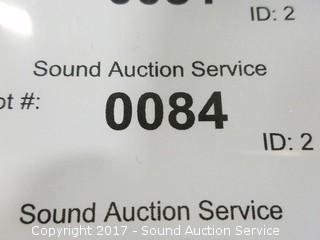 ID: 2
Sound Auction Service
ot #:
0084
ID: 2
Sound Auction Service
Copyright 2017 - Sound Auction Service